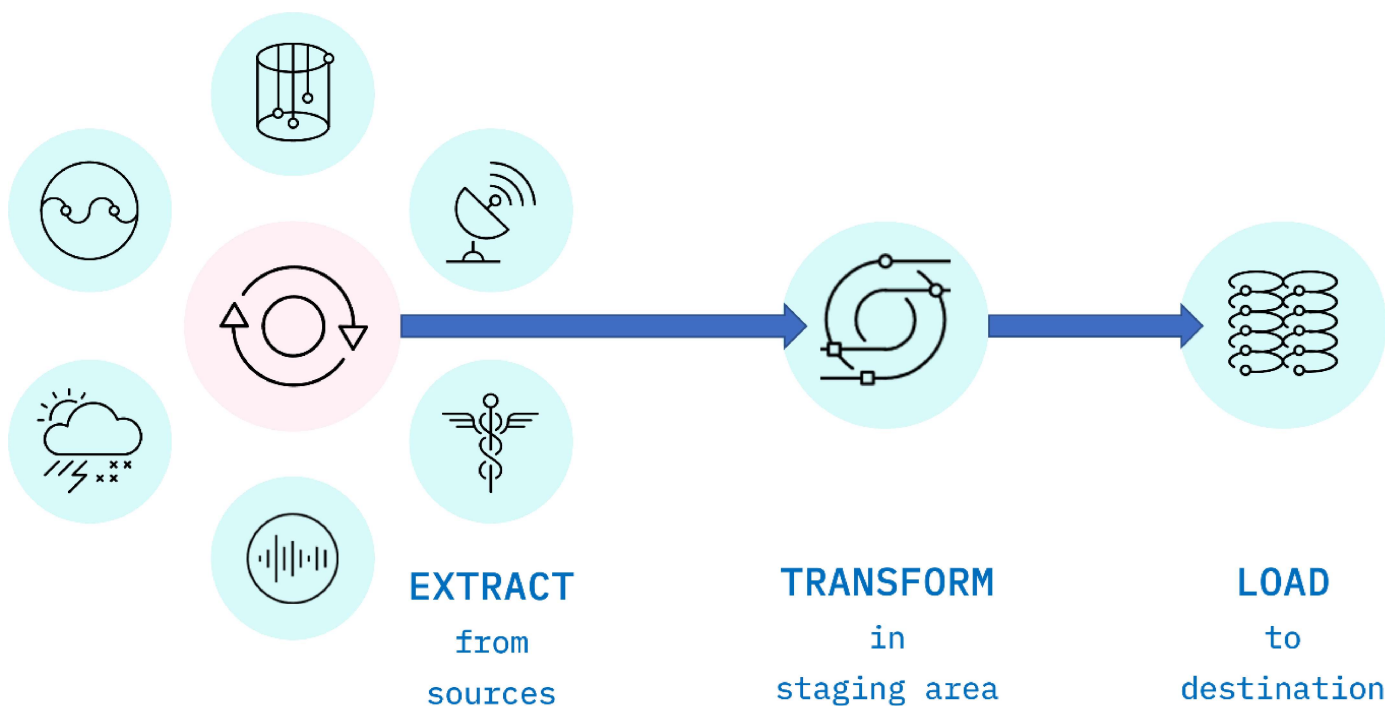 EXTRACT
from
sources
TRANSFORM
in
staging area
LOAD
to
destination